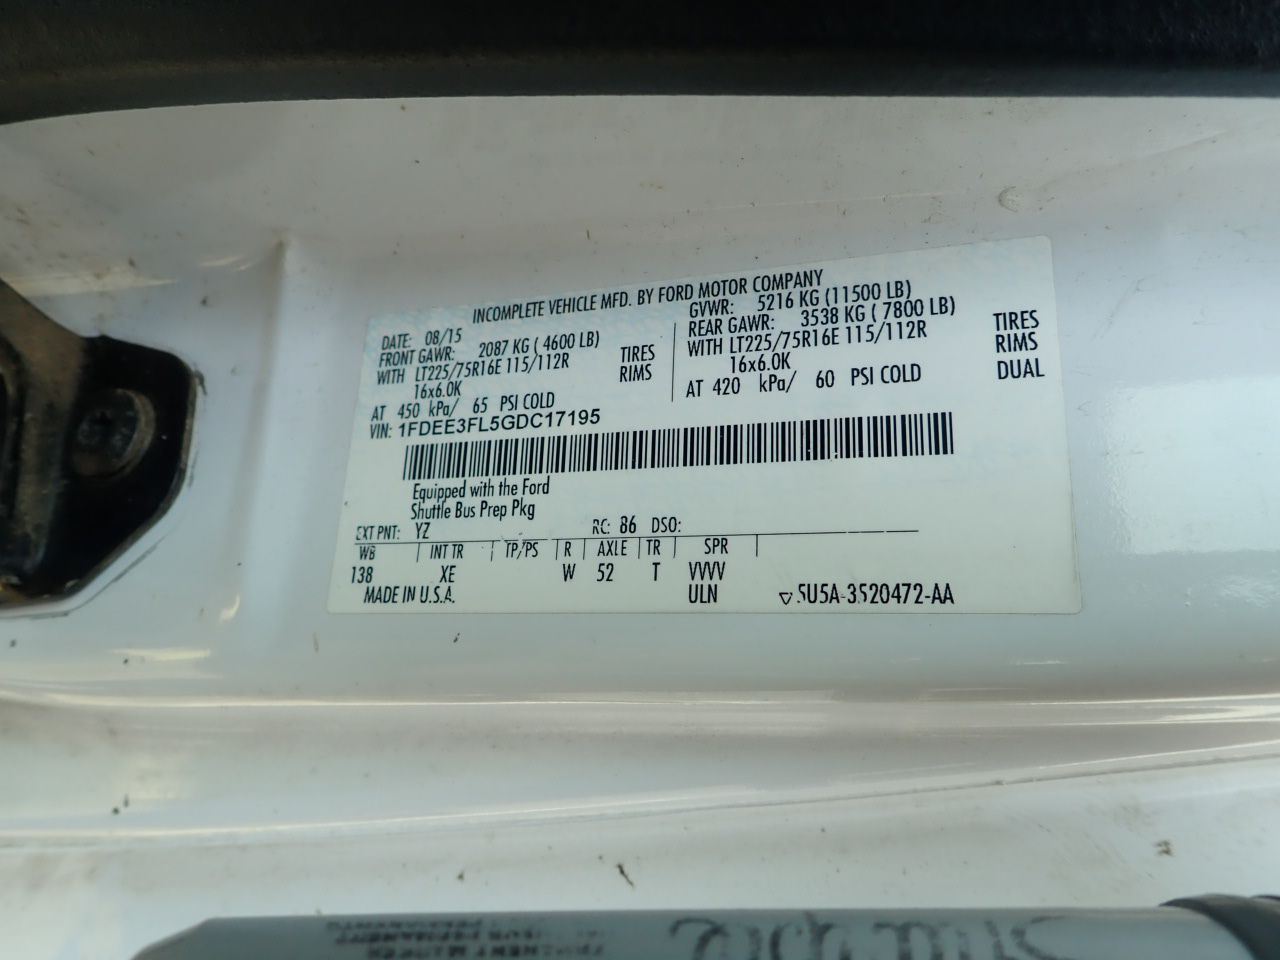 INCOMPLETE VEHICLE MFD. BY FORD MOTOR COMPANY
DATE: 08/15
FRONT GAWR: 2087 KG ( 4600 LB)
WITH LT225/75R16E 115/112R TIRES
16x6.0K RIMS
AT 450 kPa/ 65 PSI COLD
GVWR: 5216 KG (11500 LB)
REAR GAWR: 3538 KG ( 7800 LB)
WITH LT225/75R16E 115/112R TIRES
16x6.0K RIMS
AT 420 kPa/ 60 PSI COLD DUAL
VIN: 1FDEE3FL5GDC17195
Equipped with the Ford
Shuttle Bus Prep Pkg
EXT PNT: YZ RC: 86 DSO:
WB INT TR TP/PS R AXLE TR SPR
138 XE W 52 T VVVV
MADE IN U.S.A. ULN ▽5U5A-3520472-AA